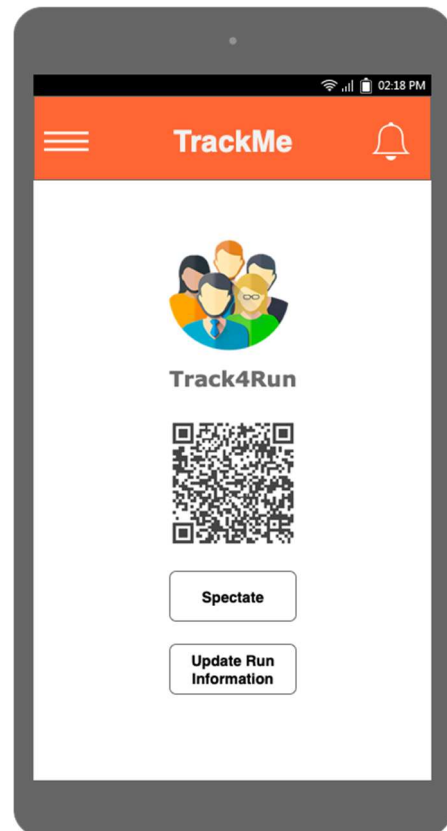 02:18 PM
TrackMe
Track4Run
Spectate
Update Run
Information